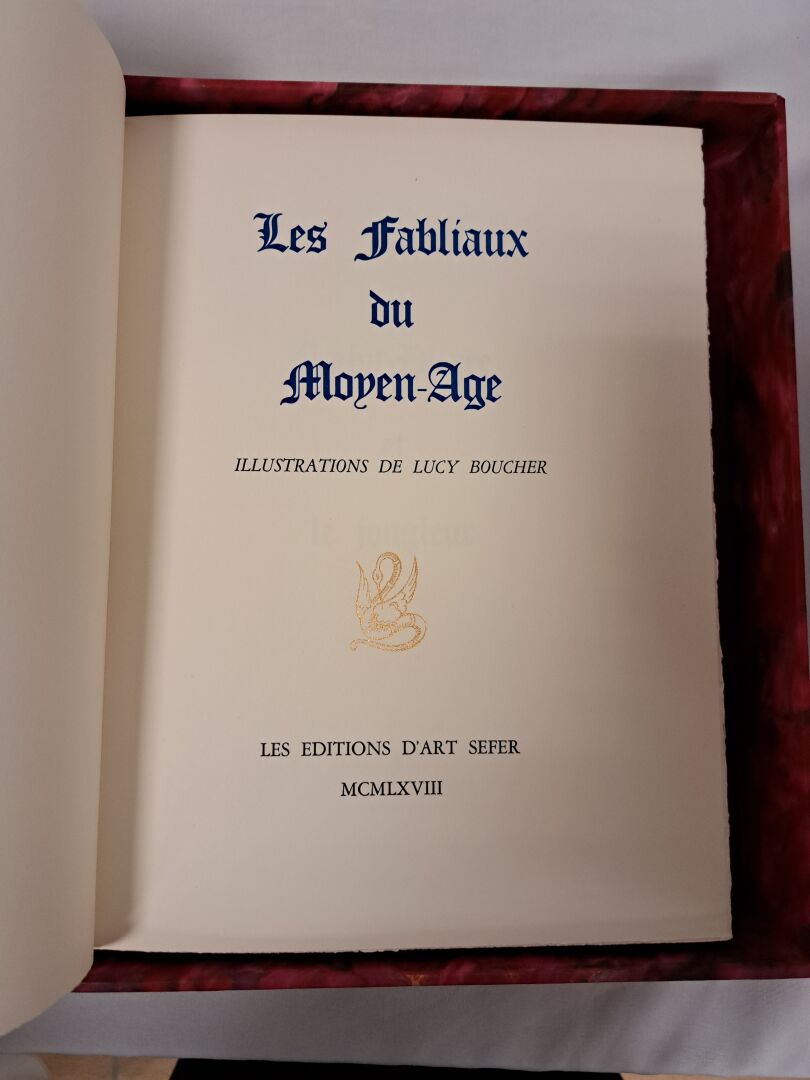 Les Fabliaux
du
Moyen-Age
ILLUSTRATIONS DE LUCY BOUCHER
LES EDITIONS D'ART SEFER
MCMLXVIII